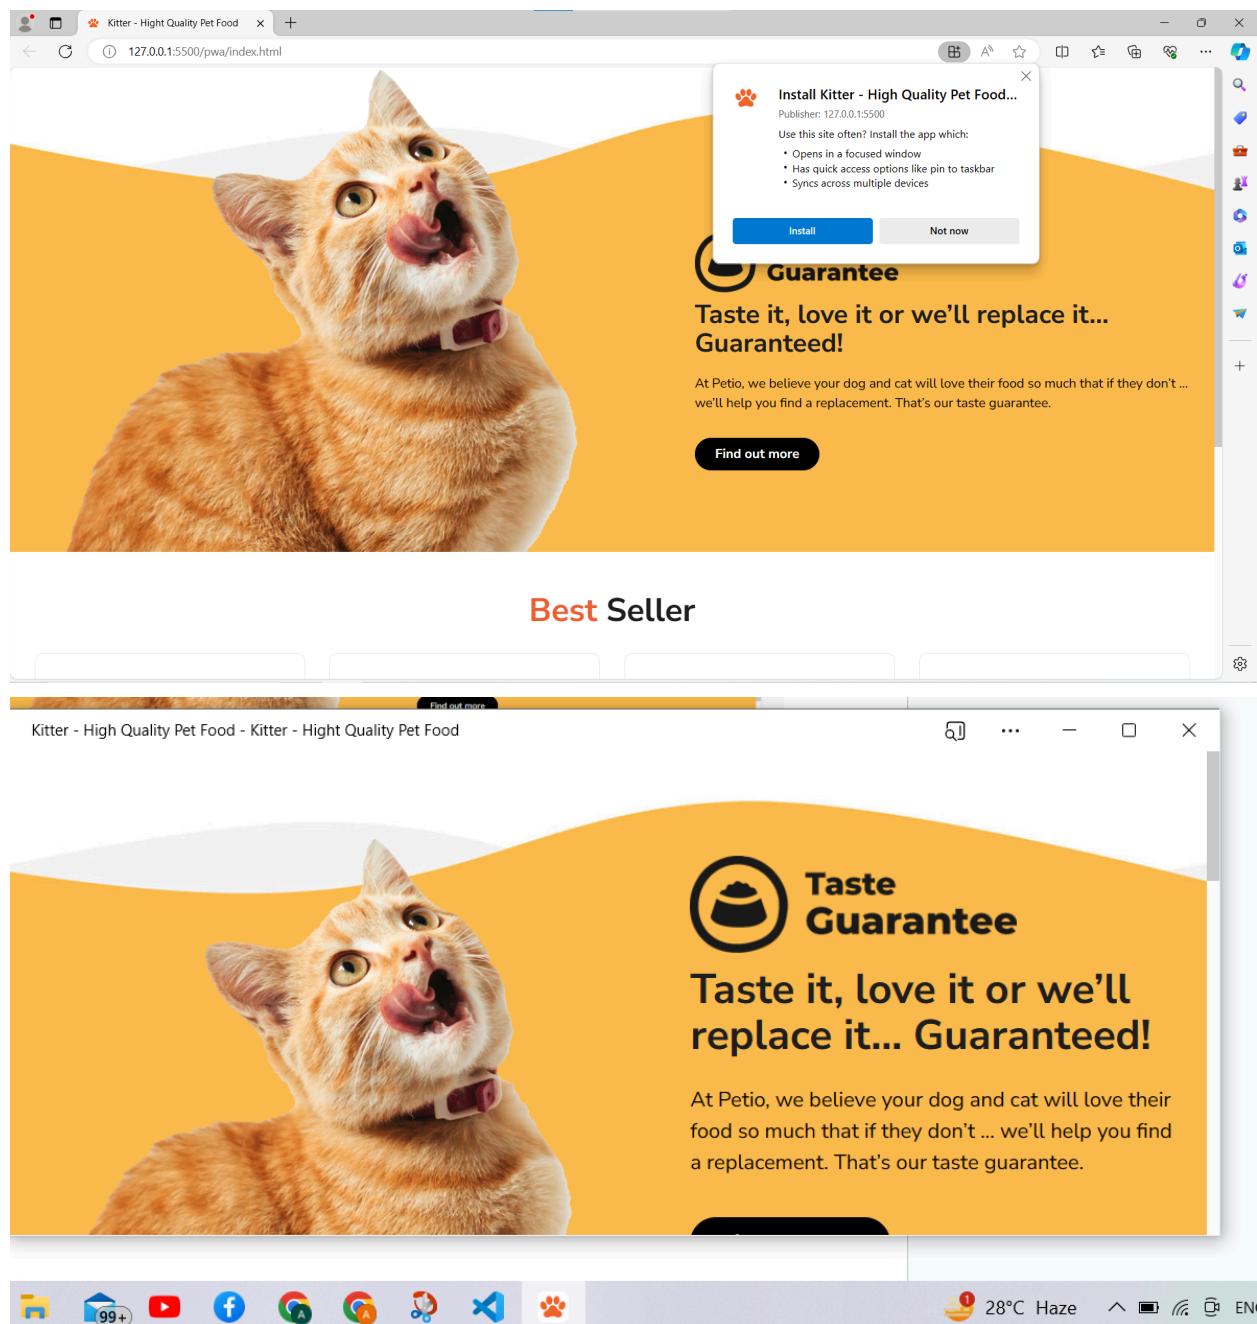 Kitter - Hight Quality Pet Food
127.0.0.1:5500/pwa/index.html
Install Kitter - High Quality Pet Food...
Publisher: 127.0.0.1:5500
Use this site often? Install the app which:
• Opens in a focused window
• Has quick access options like pin to taskbar
• Syncs across multiple devices
Install
Not now
Guarantee
Taste it, love it or we’ll replace it...
Guaranteed!
At Petio, we believe your dog and cat will love their food so much that if they don’t ...
we’ll help you find a replacement. That’s our taste guarantee.
Find out more
Best Seller
Find out more
Kitter - High Quality Pet Food - Kitter - Hight Quality Pet Food
Taste
Guarantee
Taste it, love it or we’ll
replace it... Guaranteed!
At Petio, we believe your dog and cat will love their
food so much that if they don’t ... we’ll help you find
a replacement. That’s our taste guarantee.
99+
1
28°C Haze